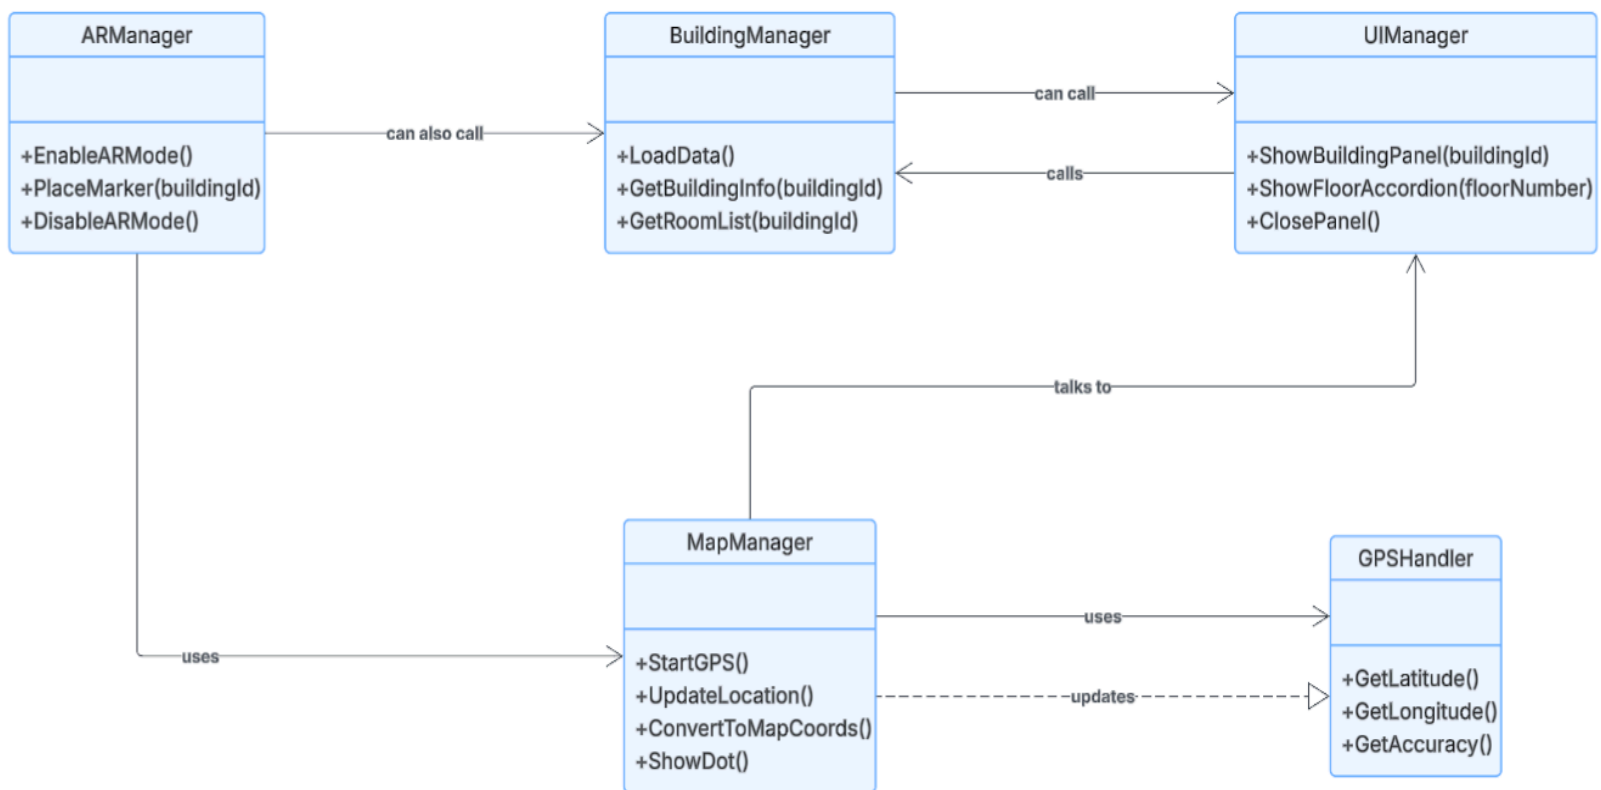 ARManager
+EnableARMode()
+PlaceMarker(buildingId)
+DisableARMode()
can also call
BuildingManager
+LoadData()
+GetBuildingInfo(buildingId)
+GetRoomList(buildingId)
can call
calls
UIManager
+ShowBuildingPanel(buildingId)
+ShowFloorAccordion(floorNumber)
+ClosePanel()
talks to
uses
MapManager
+StartGPS()
+UpdateLocation()
+ConvertToMapCoords()
+ShowDot()
uses
updates
GPSHandler
+GetLatitude()
+GetLongitude()
+GetAccuracy()